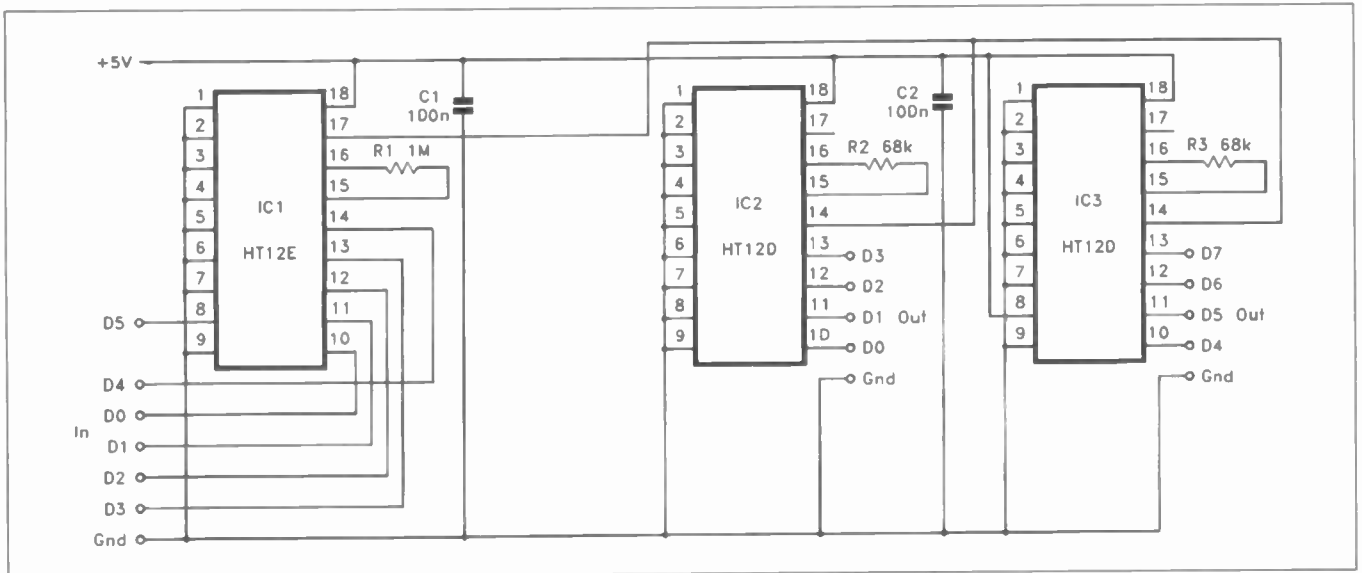 +5V
C1
100n
C2
100n
1
2
3
4
5
6
7
8
9
18
17
16
15
14
13
12
11
10
R1 1M
IC1
HT12E
1
2
3
4
5
6
7
8
9
18
17
16
15
14
13
12
11
10
R2 68k
IC2
HT12D
D3
D2
D1 Out
D0
Gnd
1
2
3
4
5
6
7
8
9
18
17
16
15
14
13
12
11
10
R3 68k
IC3
HT12D
D7
D6
D5 Out
D4
Gnd
D5
D4
D0
In
D1
D2
D3
Gnd